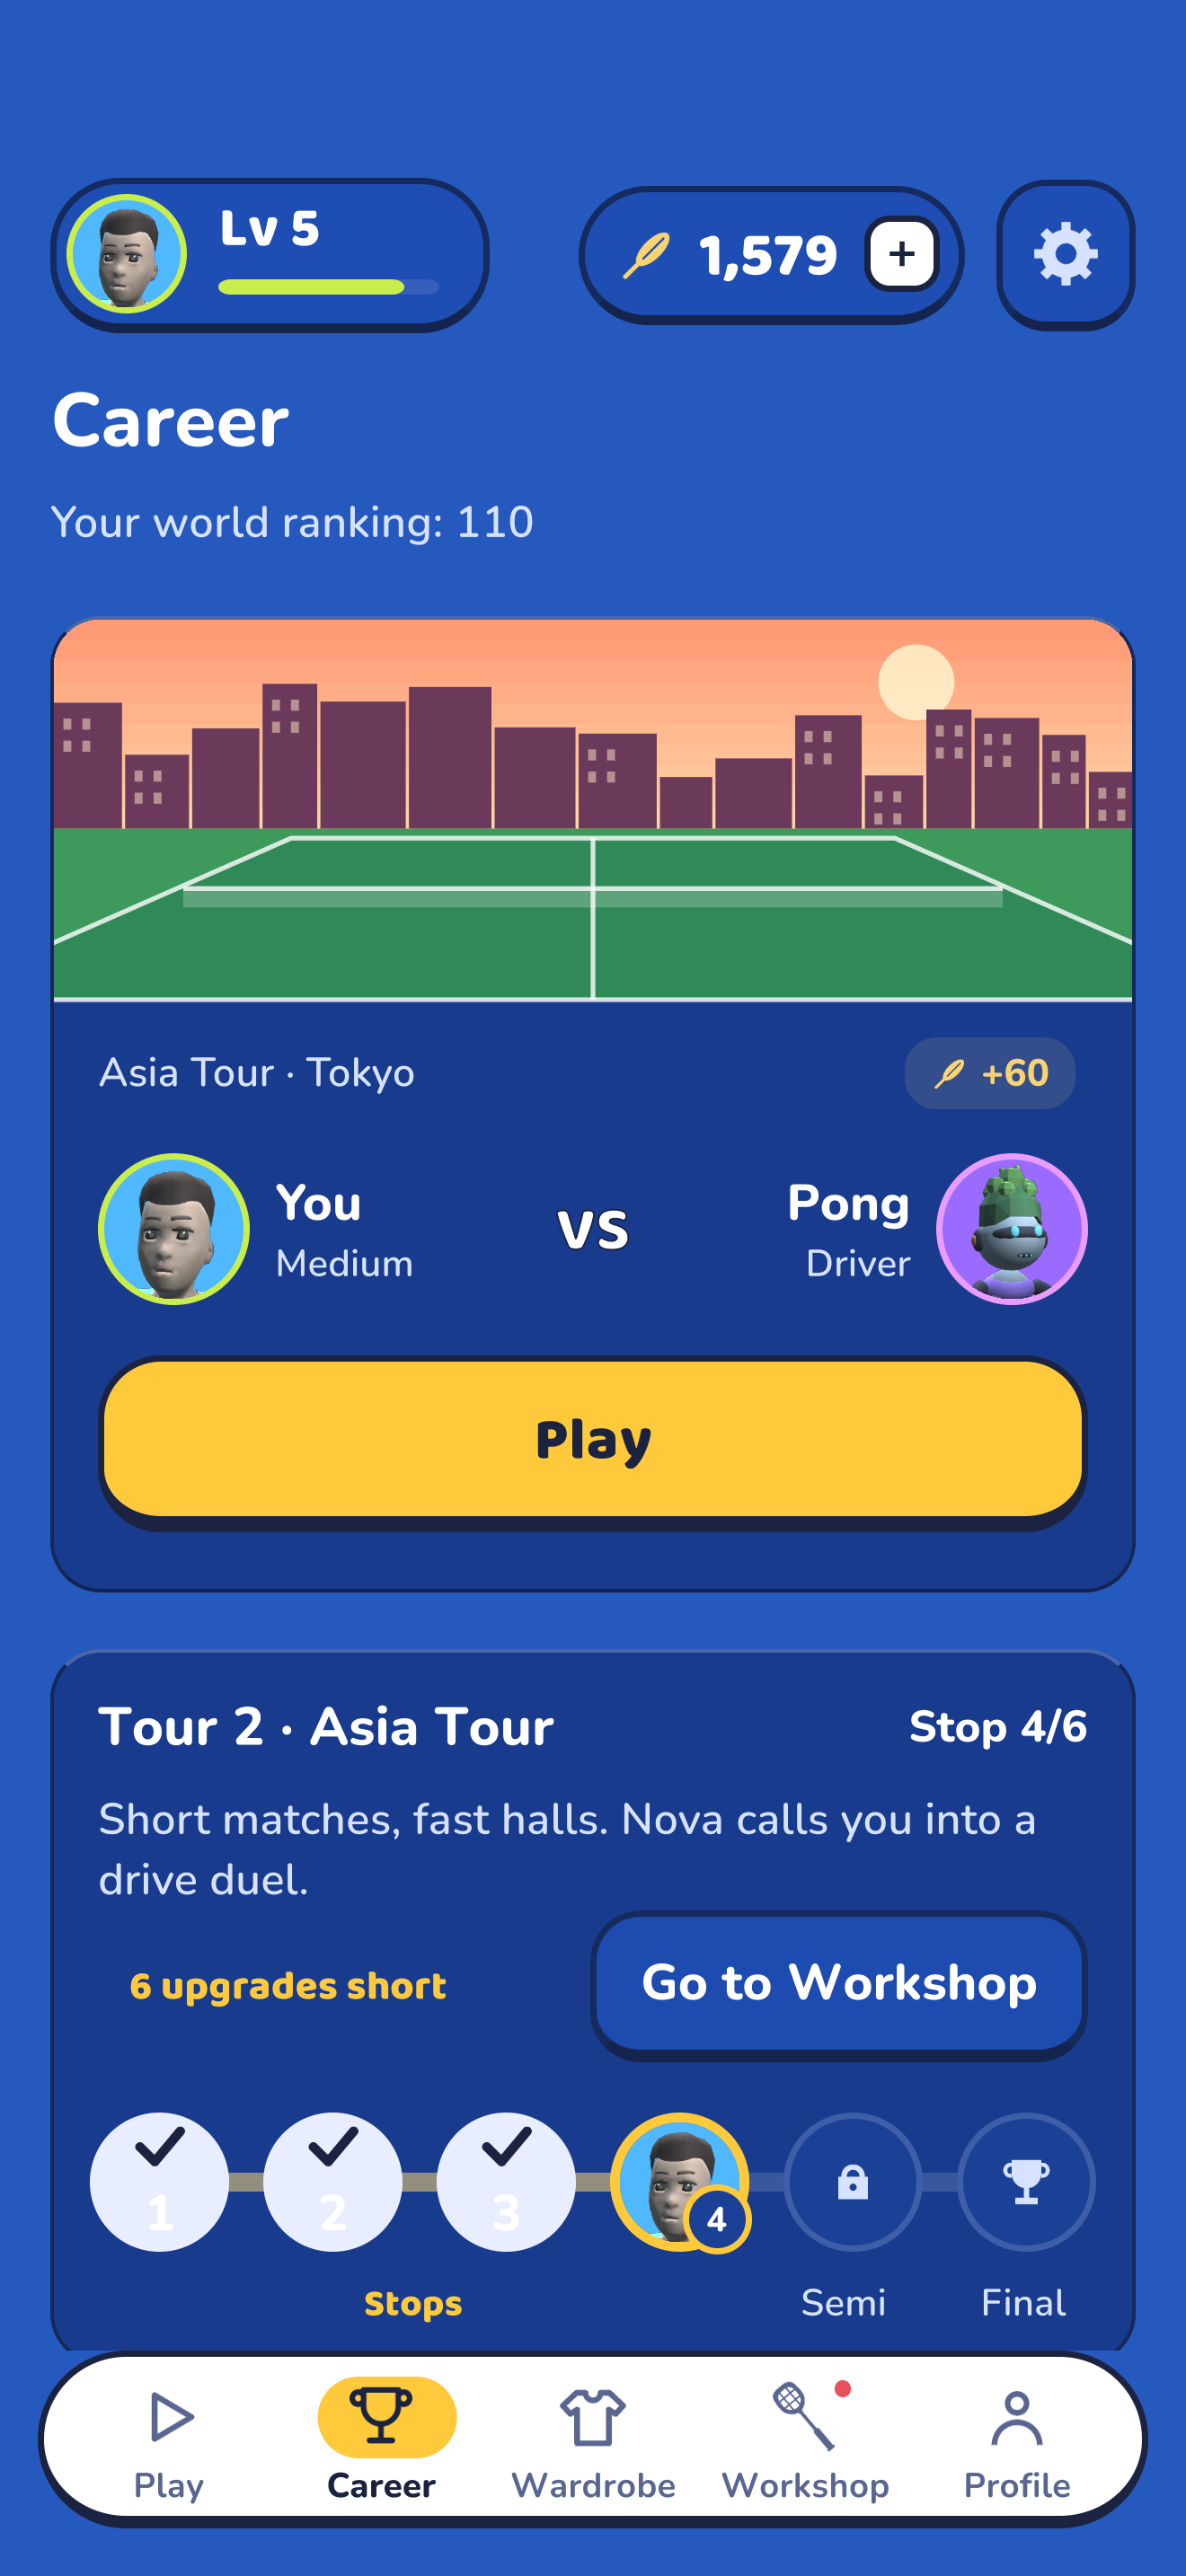 Lv 5
1,579
+
Career
Your world ranking: 110
Asia Tour · Tokyo
+60
You
Medium
VS
Pong
Driver
Play
Tour 2 · Asia Tour
Stop 4/6
Short matches, fast halls. Nova calls you into a
drive duel.
6 upgrades short
Go to Workshop
1
2
3
4
Stops
Semi
Final
Play
Career
Wardrobe
Workshop
Profile